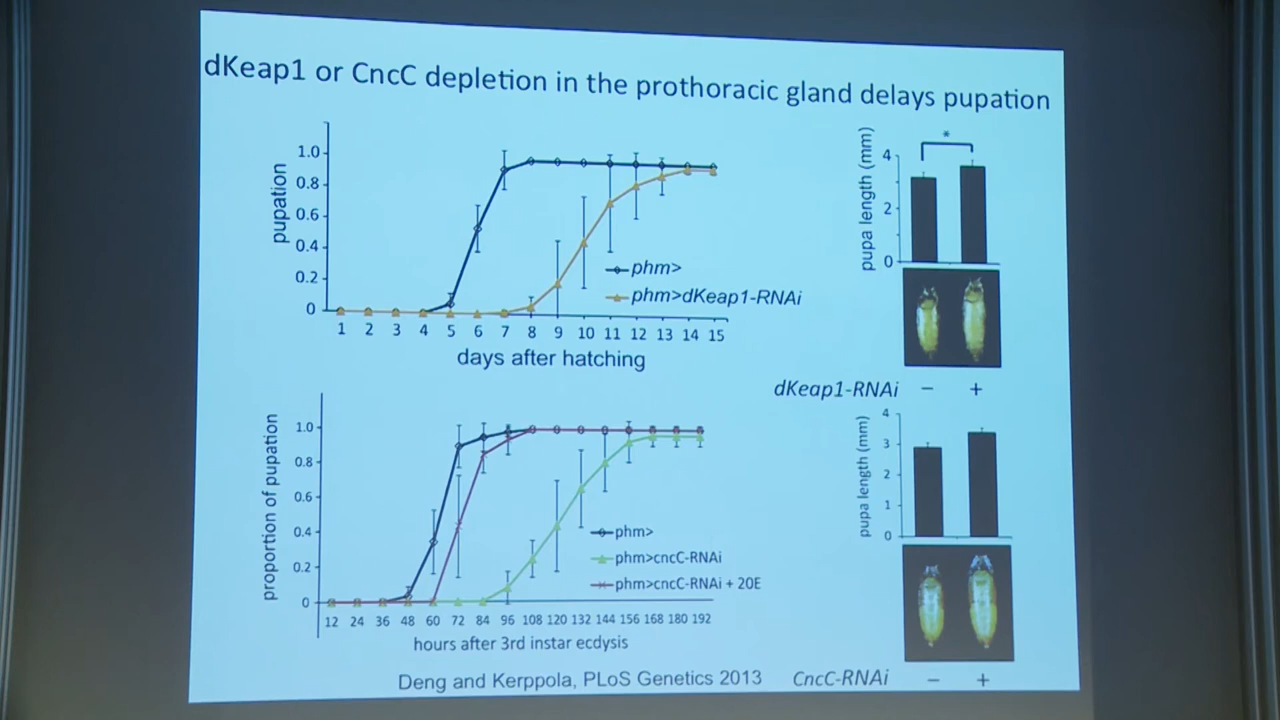 dKeap1 or CncC depletion in the prothoracic gland delays pupation
pupation
1.0
0.8
0.6
0.4
0.2
0
1 2 3 4 5 6 7 8 9 10 11 12 13 14 15
days after hatching
phm>
phm>dKeap1-RNAi
pupa length (mm)
4
2
0
*
dKeap1-RNAi − +
proportion of pupation
1.0
0.8
0.6
0.4
0.2
0
12 24 36 48 60 72 84 96 108 120 132 144 156 168 180 192
hours after 3rd instar ecdysis
phm>
phm>cncC-RNAi
phm>cncC-RNAi + 20E
pupa length (mm)
4
3
2
1
0
CncC-RNAi − +
Deng and Kerppola, PLoS Genetics 2013